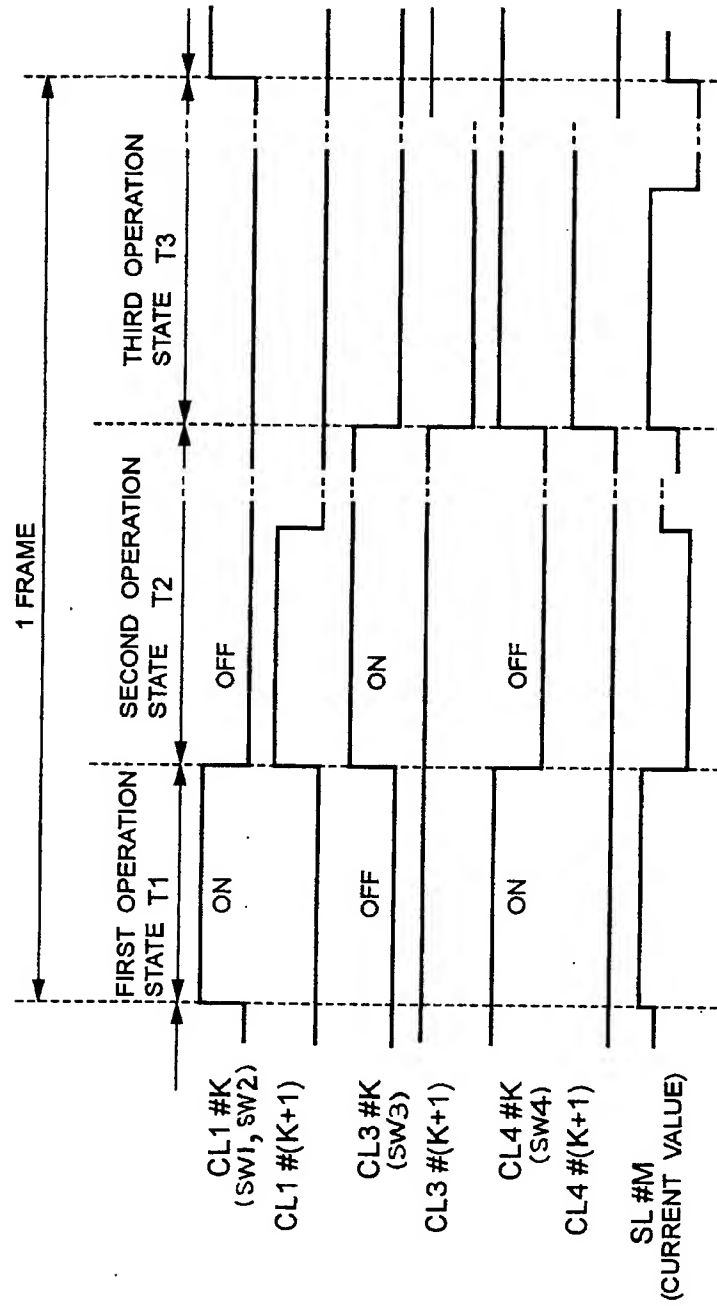 1 FRAME
FIRST OPERATION
STATE T1
SECOND OPERATION
STATE T2
THIRD OPERATION
STATE T3
CL1 #K
(SW1, SW2)
ON
OFF
CL1 #(K+1)
CL3 #K
(SW3)
OFF
ON
CL3 #(K+1)
CL4 #K
(SW4)
ON
OFF
CL4 #(K+1)
SL #M
(CURRENT VALUE)